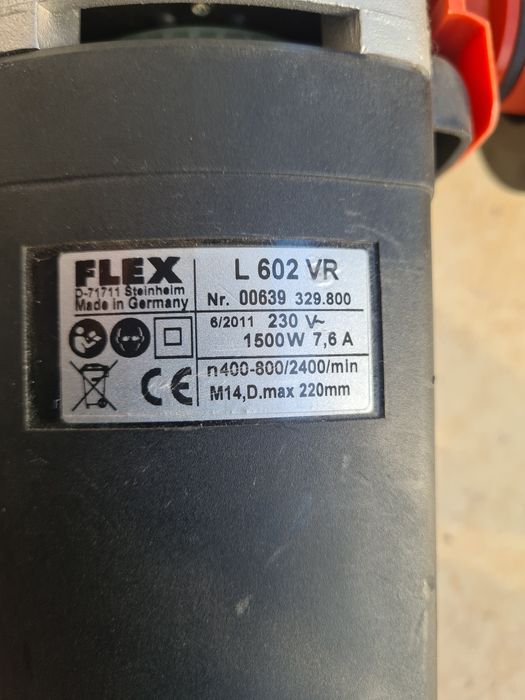 FLEX
D-71711 Steinheim
Made in Germany
L 602 VR
Nr. 00639 329.800
6/2011 230 V~
1500W 7,6 A
n400-800/2400/min
M14,D.max 220mm
CE